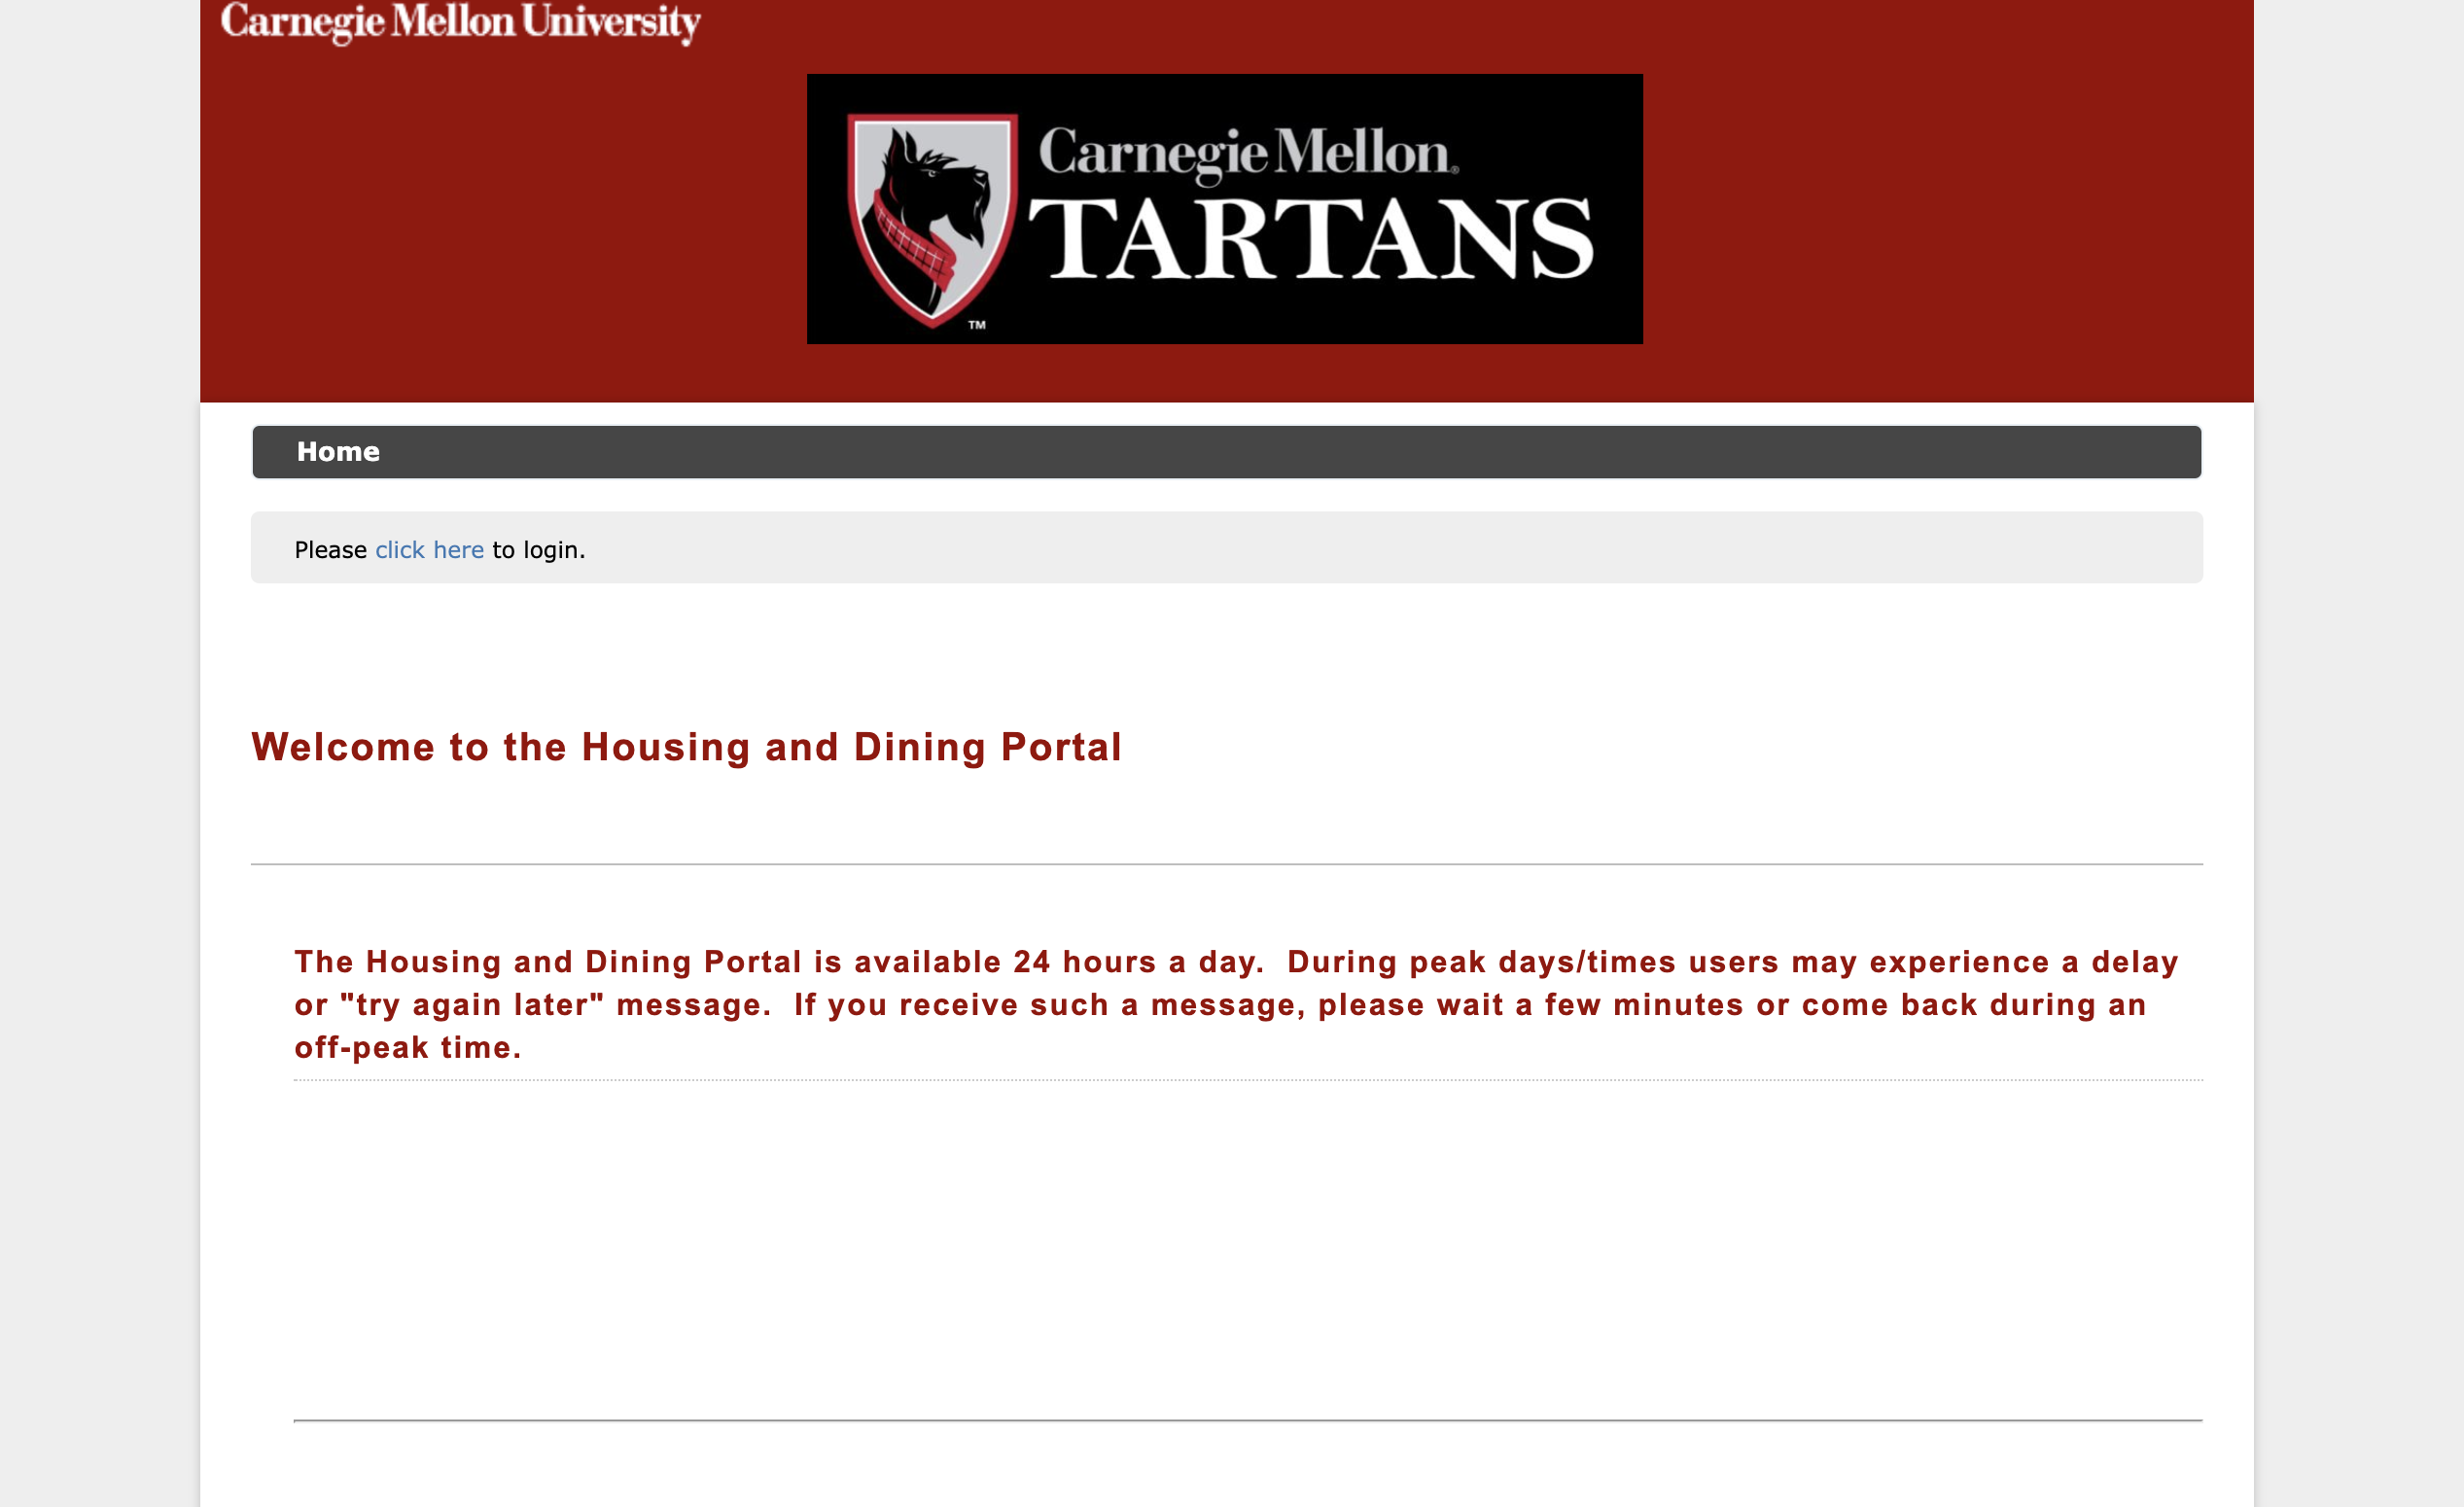 Carnegie Mellon University
Carnegie Mellon®
TARTANS
TM
Home
Please click here to login.
Welcome to the Housing and Dining Portal
The Housing and Dining Portal is available 24 hours a day.  During peak days/times users may experience a delay
or "try again later" message.  If you receive such a message, please wait a few minutes or come back during an
off-peak time.